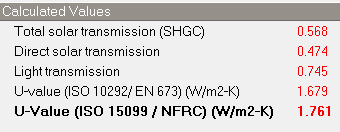 Calculated Values
Total solar transmission (SHGC) 0.568
Direct solar transmission 0.474
Light transmission 0.745
U-value (ISO 10292/ EN 673) (W/m2-K) 1.679
U-Value (ISO 15099 / NFRC) (W/m2-K) 1.761